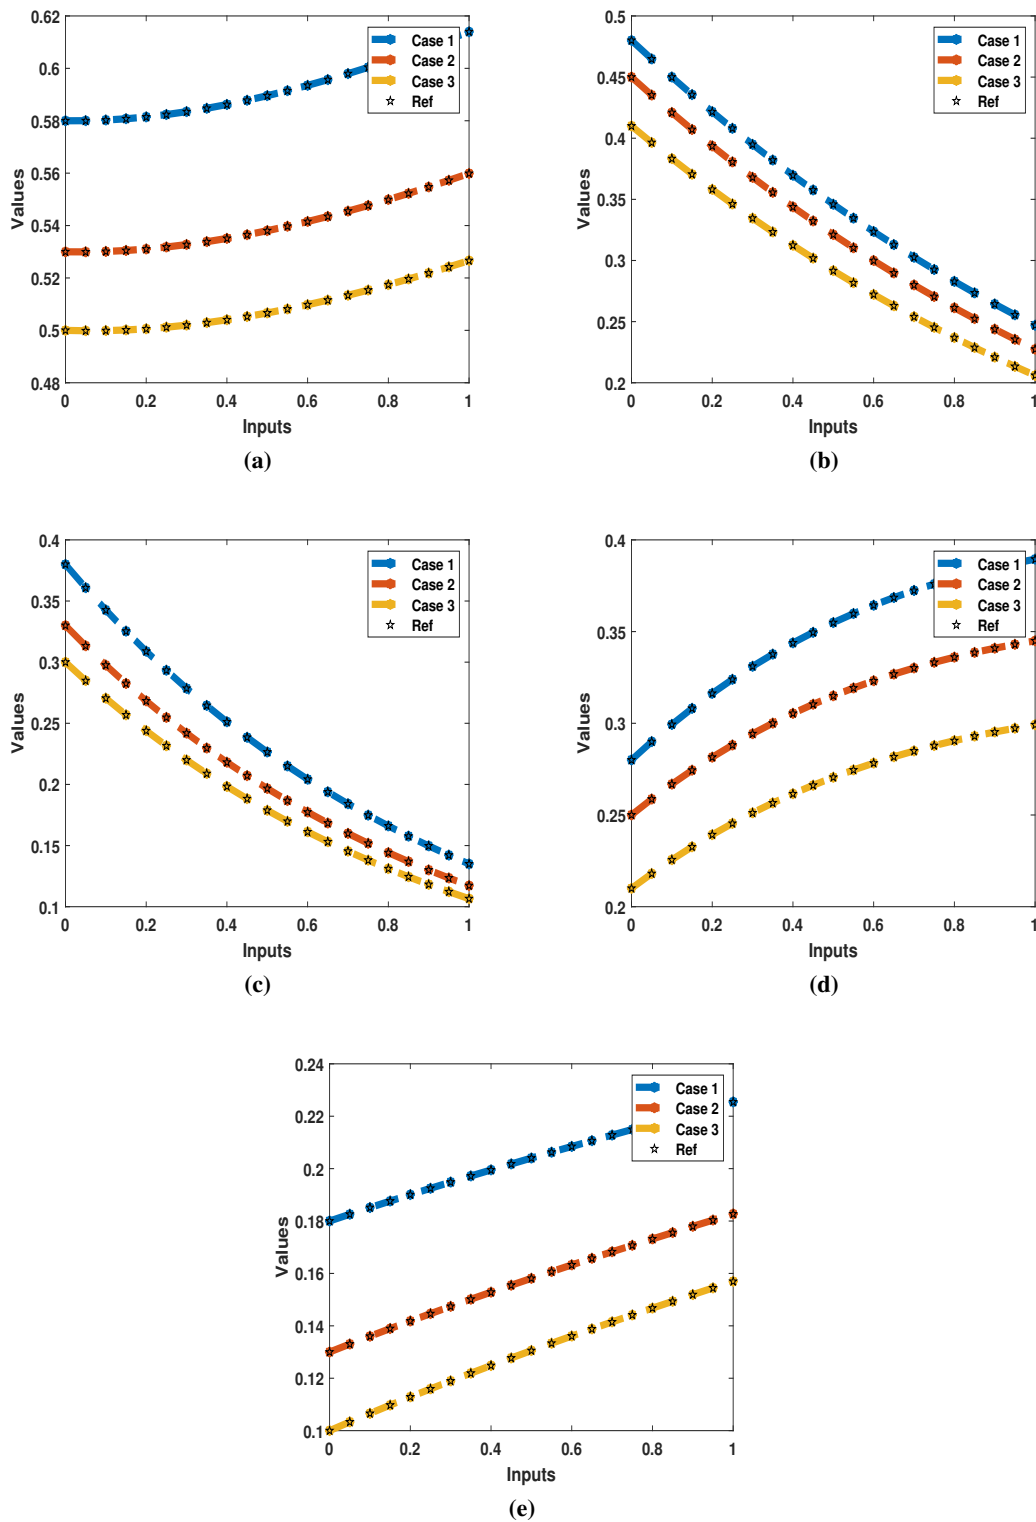 0.62
0.6
0.58
0.56
0.54
0.52
0.5
0.48
Values
0 0.2 0.4 0.6 0.8 1
Inputs
Case 1
Case 2
Case 3
Ref
(a)
0.5
0.45
0.4
0.35
0.3
0.25
0.2
Values
0 0.2 0.4 0.6 0.8 1
Inputs
Case 1
Case 2
Case 3
Ref
(b)
0.4
0.35
0.3
0.25
0.2
0.15
0.1
Values
0 0.2 0.4 0.6 0.8 1
Inputs
Case 1
Case 2
Case 3
Ref
(c)
0.4
0.35
0.3
0.25
0.2
Values
0 0.2 0.4 0.6 0.8 1
Inputs
Case 1
Case 2
Case 3
Ref
(d)
0.24
0.22
0.2
0.18
0.16
0.14
0.12
0.1
Values
0 0.2 0.4 0.6 0.8 1
Inputs
Case 1
Case 2
Case 3
Ref
(e)